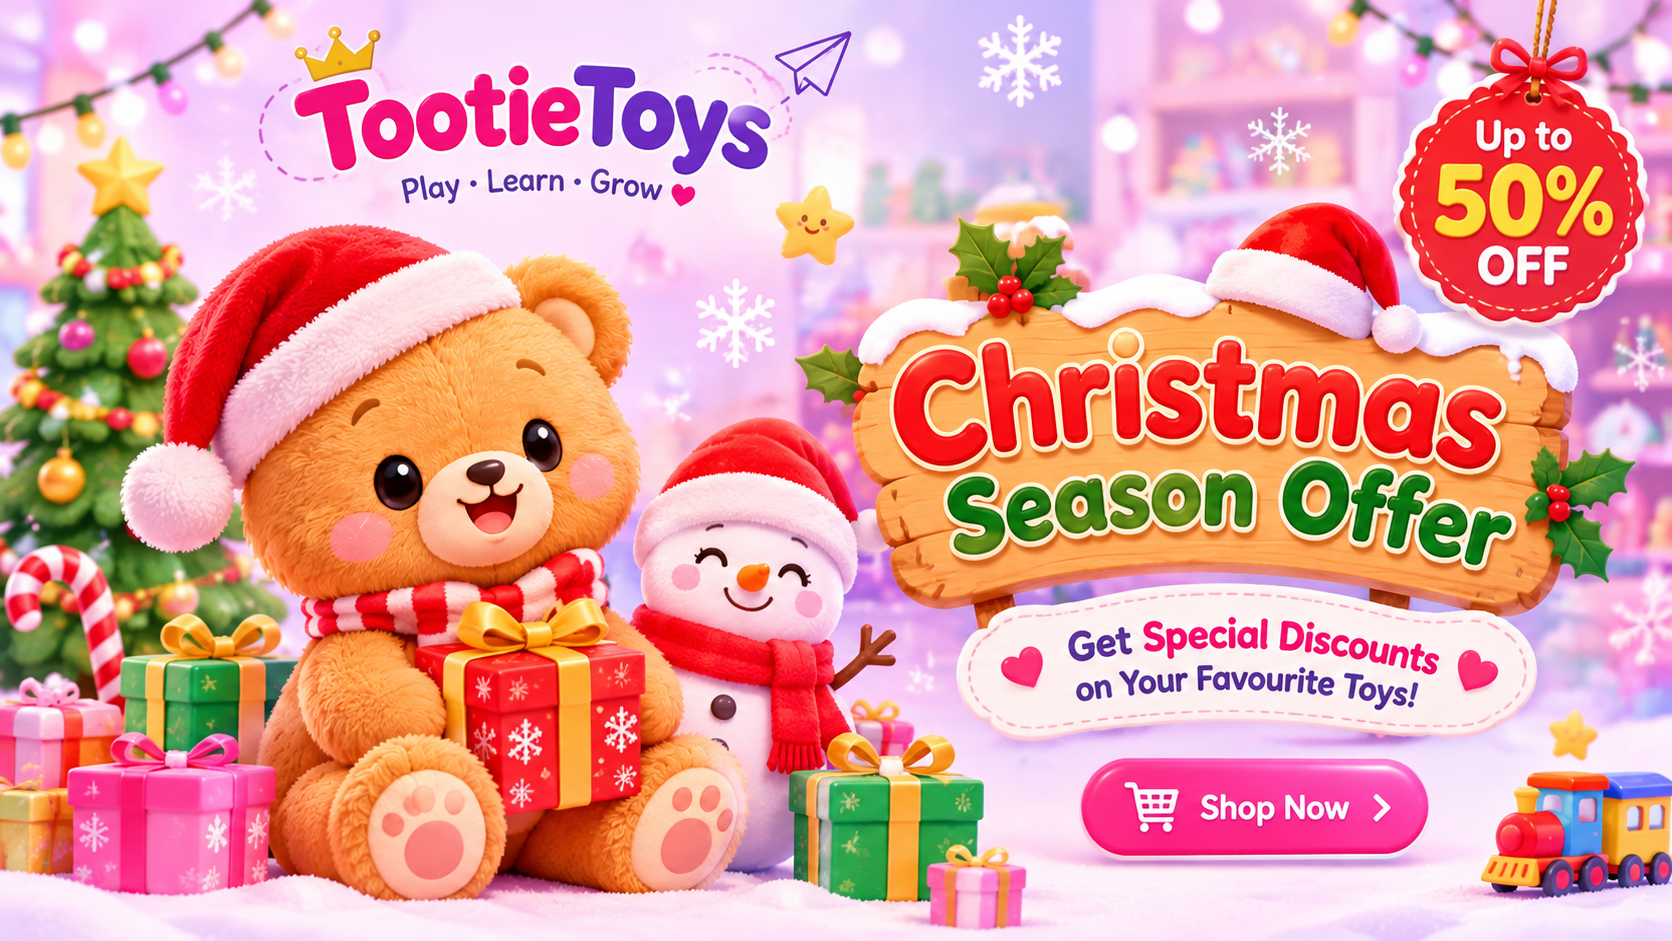 TootieToys
Play • Learn • Grow
Up to
50%
OFF
Christmas
Season Offer
Get Special Discounts
on Your Favourite Toys!
Shop Now